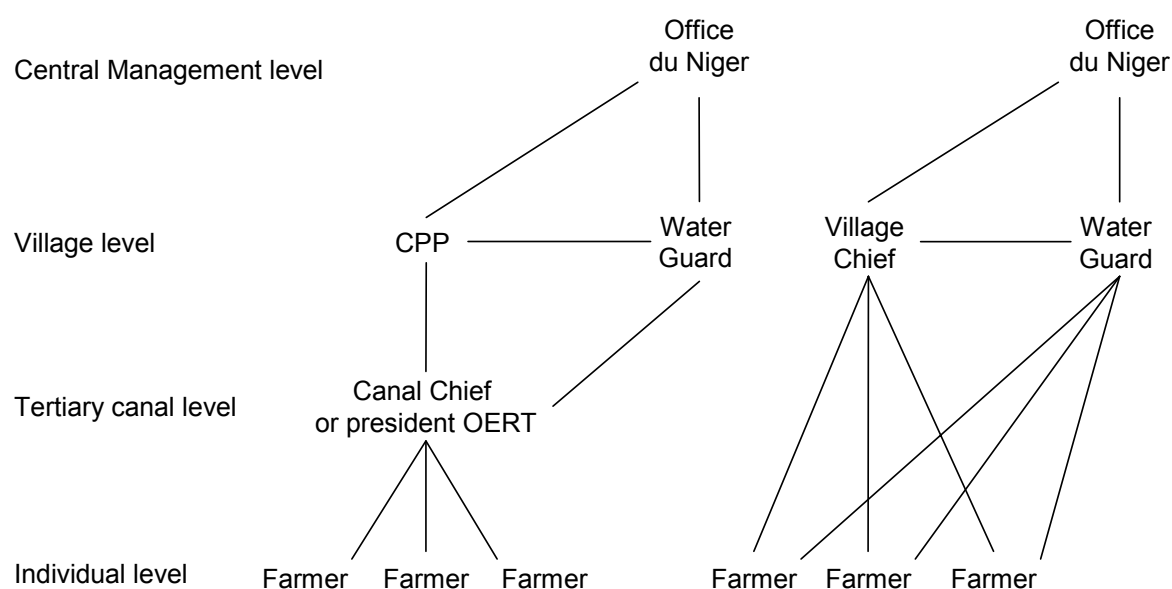 Office
du Niger
Office
du Niger
Central Management level
Village level
CPP
Water
Guard
Village
Chief
Water
Guard
Tertiary canal level
Canal Chief
or president OERT
Individual level
Farmer
Farmer
Farmer
Farmer
Farmer
Farmer